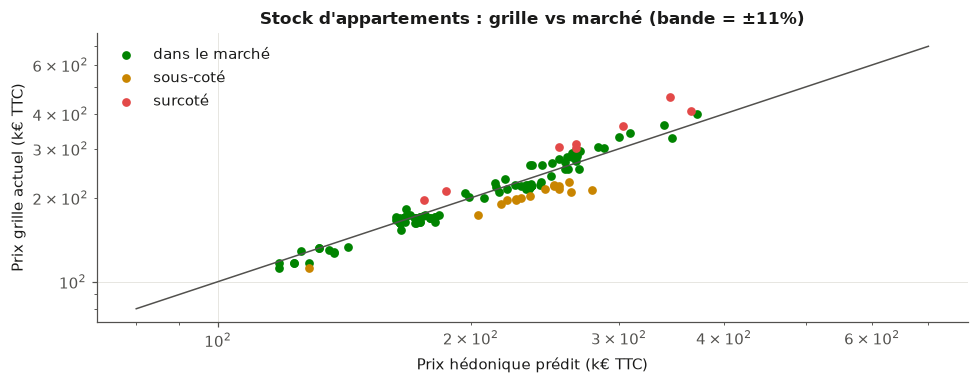 Stock d'appartements : grille vs marché (bande = ±11%)
dans le marché
sous-coté
surcoté
Prix grille actuel (k€ TTC)
6 × 10²
4 × 10²
3 × 10²
2 × 10²
10²
10²
2 × 10²
3 × 10²
4 × 10²
6 × 10²
Prix hédonique prédit (k€ TTC)